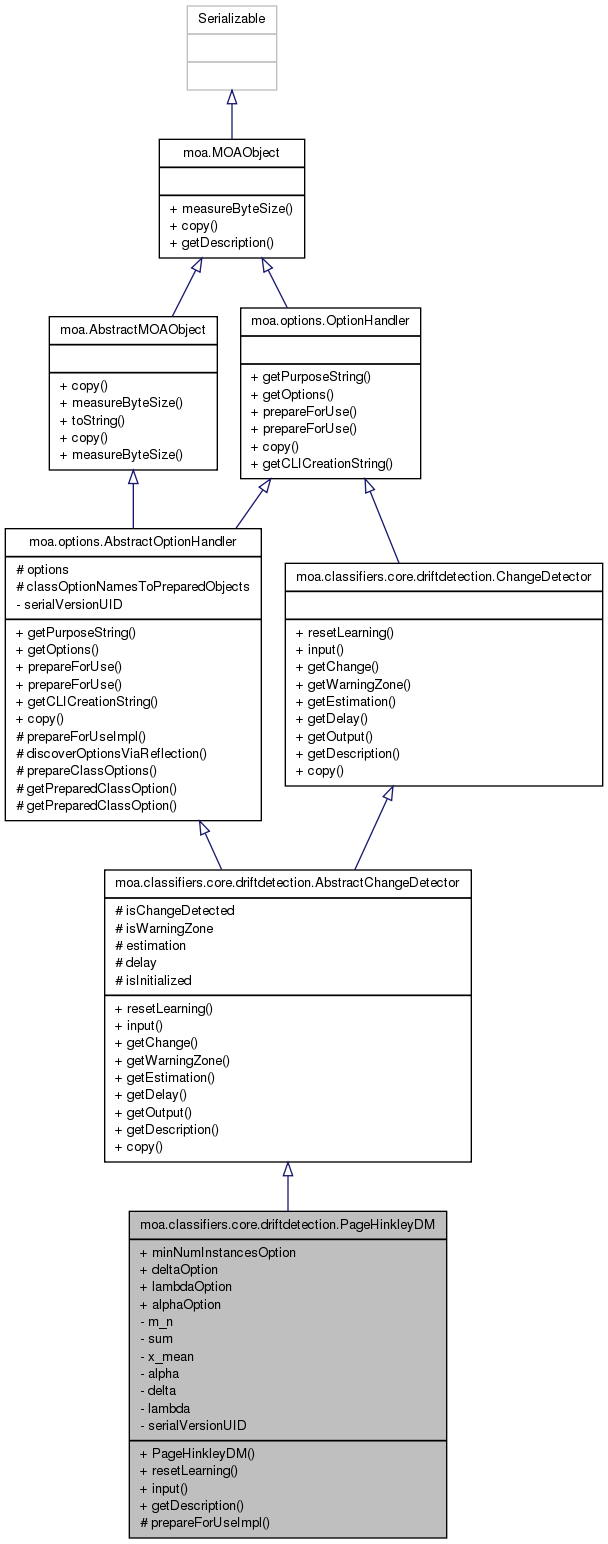 Serializable
moa.MOAObject
+ measureByteSize()
+ copy()
+ getDescription()
moa.AbstractMOAObject
+ copy()
+ measureByteSize()
+ toString()
+ copy()
+ measureByteSize()
moa.options.OptionHandler
+ getPurposeString()
+ getOptions()
+ prepareForUse()
+ prepareForUse()
+ copy()
+ getCLICreationString()
moa.options.AbstractOptionHandler
# options
# classOptionNamesToPreparedObjects
- serialVersionUID
+ getPurposeString()
+ getOptions()
+ prepareForUse()
+ prepareForUse()
+ getCLICreationString()
+ copy()
# prepareForUseImpl()
# discoverOptionsViaReflection()
# prepareClassOptions()
# getPreparedClassOption()
# getPreparedClassOption()
moa.classifiers.core.driftdetection.ChangeDetector
+ resetLearning()
+ input()
+ getChange()
+ getWarningZone()
+ getEstimation()
+ getDelay()
+ getOutput()
+ getDescription()
+ copy()
moa.classifiers.core.driftdetection.AbstractChangeDetector
# isChangeDetected
# isWarningZone
# estimation
# delay
# isInitialized
+ resetLearning()
+ input()
+ getChange()
+ getWarningZone()
+ getEstimation()
+ getDelay()
+ getOutput()
+ getDescription()
+ copy()
moa.classifiers.core.driftdetection.PageHinkleyDM
+ minNumInstancesOption
+ deltaOption
+ lambdaOption
+ alphaOption
- m_n
- sum
- x_mean
- alpha
- delta
- lambda
- serialVersionUID
+ PageHinkleyDM()
+ resetLearning()
+ input()
+ getDescription()
# prepareForUseImpl()